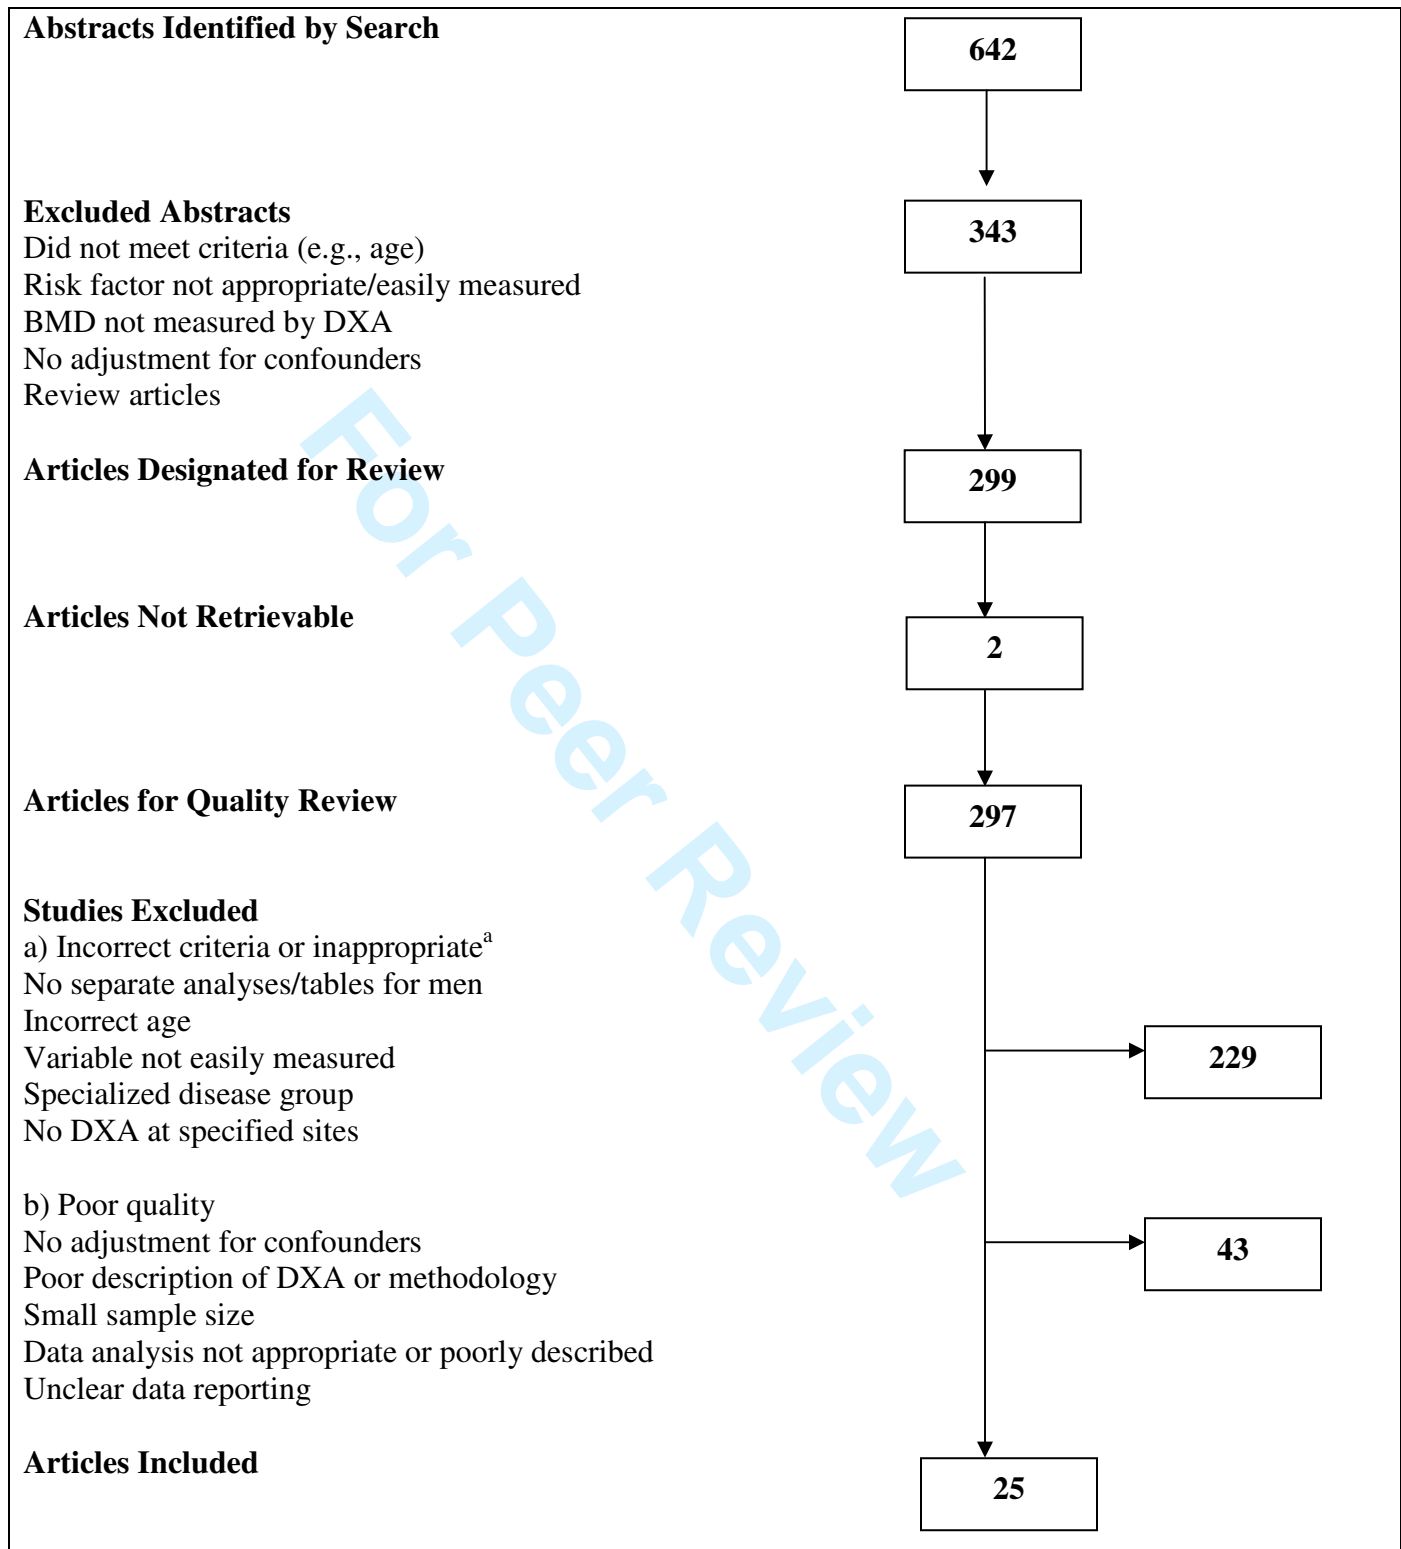 Abstracts Identified by Search
642
Excluded Abstracts
343
Did not meet criteria (e.g., age)
Risk factor not appropriate/easily measured
BMD not measured by DXA
No adjustment for confounders
Review articles
Articles Designated for Review
299
Articles Not Retrievable
2
Articles for Quality Review
297
Studies Excluded
a) Incorrect criteria or inappropriateᵃ
No separate analyses/tables for men
Incorrect age
Variable not easily measured
229
Specialized disease group
No DXA at specified sites
b) Poor quality
No adjustment for confounders
43
Poor description of DXA or methodology
Small sample size
Data analysis not appropriate or poorly described
Unclear data reporting
Articles Included
25
For Peer Review